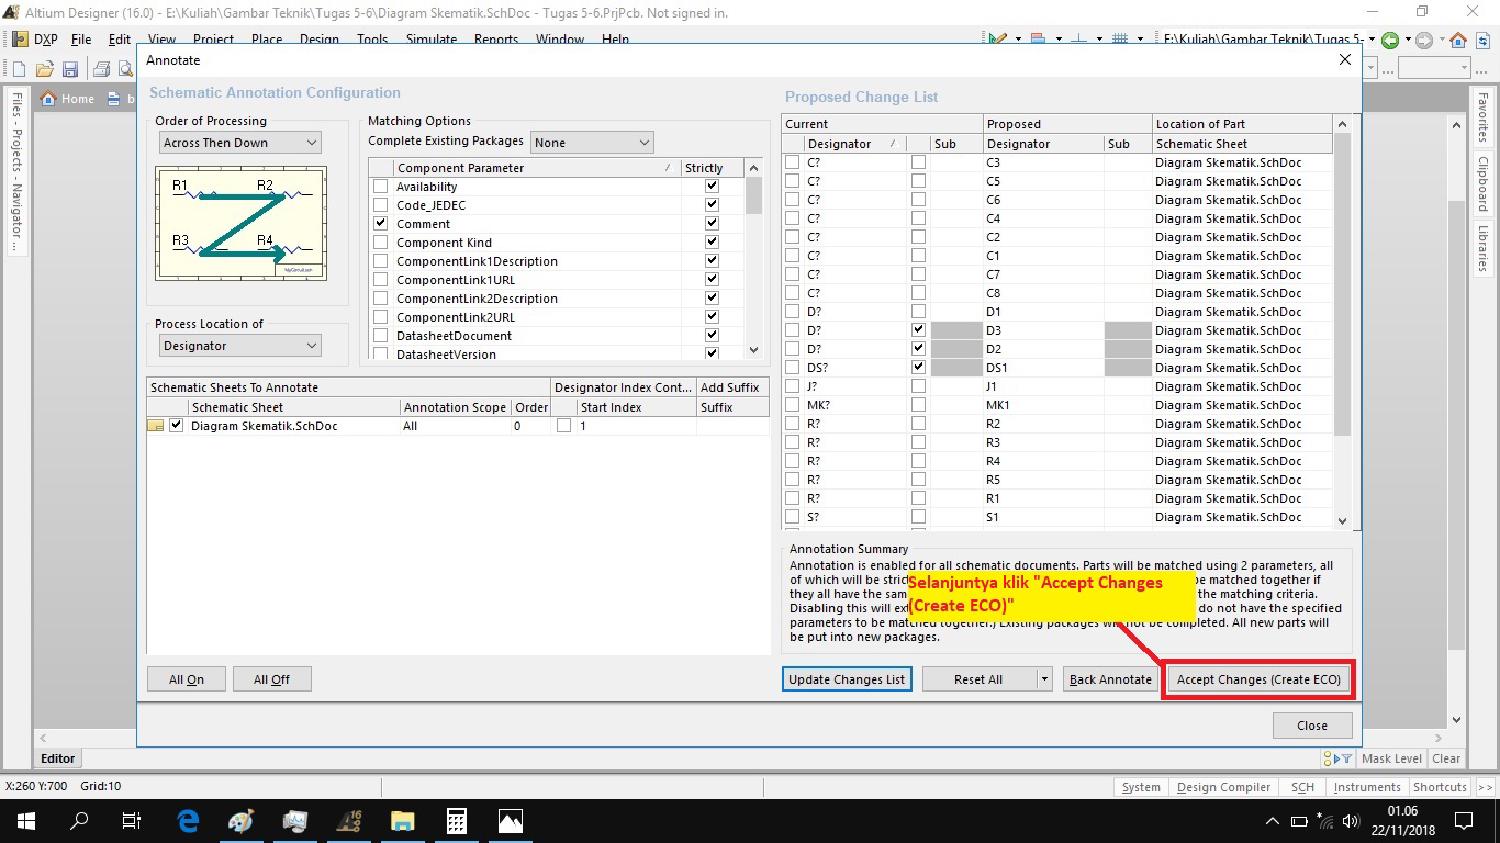 Altium Designer (16.0) - E:\Kuliah\Gambar Teknik\Tugas 5-6\Diagram Skematik.SchDoc - Tugas 5-6.PrjPcb. Not signed in.
DXP File Edit View Project Place Design Tools Simulate Reports Window Help
E:\Kuliah\Gambar Teknik\Tugas 5-
Home
Files - Projects - Navigator ...
Favorites
Clipboard
Libraries
Annotate
Schematic Annotation Configuration
Order of Processing
Across Then Down
R1 R2
R3 R4
Process Location of
Designator
Matching Options
Complete Existing Packages None
Component Parameter Strictly
Availability
Code_JEDEC
Comment
Component Kind
ComponentLink1Description
ComponentLink1URL
ComponentLink2Description
ComponentLink2URL
DatasheetDocument
DatasheetVersion
Schematic Sheets To Annotate Designator Index Cont... Add Suffix
Schematic Sheet Annotation Scope Order Start Index Suffix
Diagram Skematik.SchDoc All 0 1
Proposed Change List
Current Proposed Location of Part
Designator Sub Designator Sub Schematic Sheet
C? C3 Diagram Skematik.SchDoc
C? C5 Diagram Skematik.SchDoc
C? C6 Diagram Skematik.SchDoc
C? C4 Diagram Skematik.SchDoc
C? C2 Diagram Skematik.SchDoc
C? C1 Diagram Skematik.SchDoc
C? C7 Diagram Skematik.SchDoc
C? C8 Diagram Skematik.SchDoc
D? D1 Diagram Skematik.SchDoc
D? D3 Diagram Skematik.SchDoc
D? D2 Diagram Skematik.SchDoc
DS? DS1 Diagram Skematik.SchDoc
J? J1 Diagram Skematik.SchDoc
MK? MK1 Diagram Skematik.SchDoc
R? R2 Diagram Skematik.SchDoc
R? R3 Diagram Skematik.SchDoc
R? R4 Diagram Skematik.SchDoc
R? R5 Diagram Skematik.SchDoc
R? R1 Diagram Skematik.SchDoc
S? S1 Diagram Skematik.SchDoc
Annotation Summary
Annotation is enabled for all schematic documents. Parts will be matched using 2 parameters, all
of which will be be matched together if
they all have the the matching criteria.
Disabling this will do not have the specified
parameters to be matched together.) Existing packages will not be completed. All new parts will
be put into new packages.
Selanjuntya klik "Accept Changes
(Create ECO)"
All On All Off Update Changes List Reset All Back Annotate Accept Changes (Create ECO)
Close
Editor Mask Level Clear
X:260 Y:700 Grid:10 System Design Compiler SCH Instruments Shortcuts >>
01.06
22/11/2018